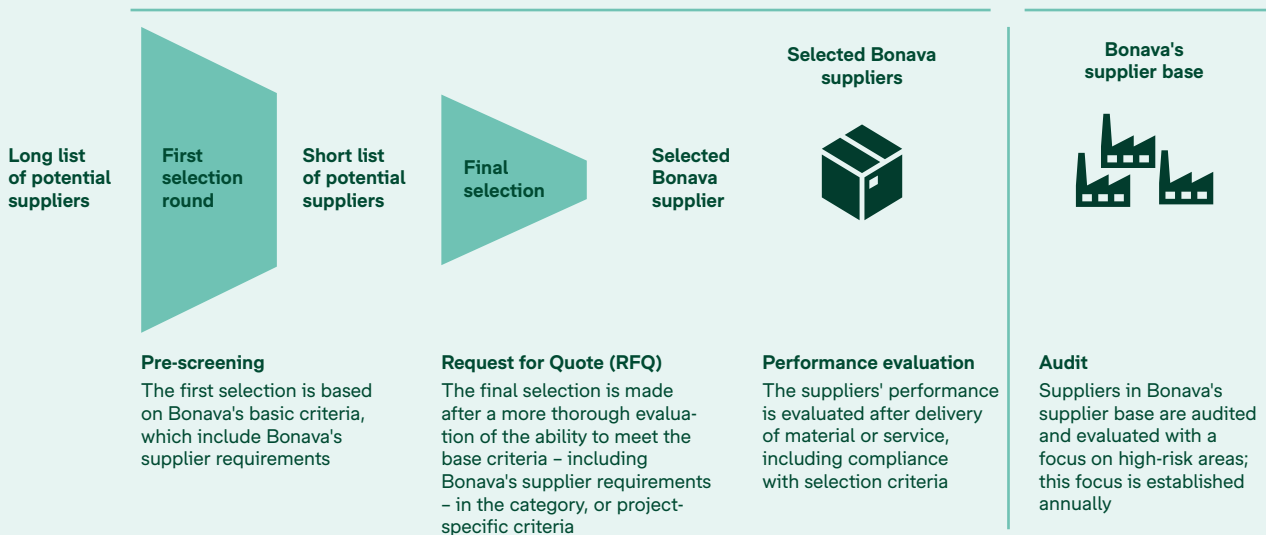 Long list
of potential
suppliers
First
selection
round
Short list
of potential
suppliers
Final
selection
Selected
Bonava
supplier
Selected Bonava
suppliers
Bonava's
supplier base
Pre-screening
The first selection is based
on Bonava's basic criteria,
which include Bonava's
supplier requirements
Request for Quote (RFQ)
The final selection is made
after a more thorough evalua-
tion of the ability to meet the
base criteria – including
Bonava's supplier requirements
– in the category, or project-
specific criteria
Performance evaluation
The suppliers' performance
is evaluated after delivery
of material or service,
including compliance
with selection criteria
Audit
Suppliers in Bonava's
supplier base are audited
and evaluated with a
focus on high-risk areas;
this focus is established
annually